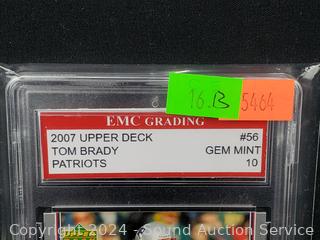 16.B
5464
EMC GRADING
2007 UPPER DECK #56
TOM BRADY GEM MINT
PATRIOTS 10
Copyright 2024 - Sound Auction Service